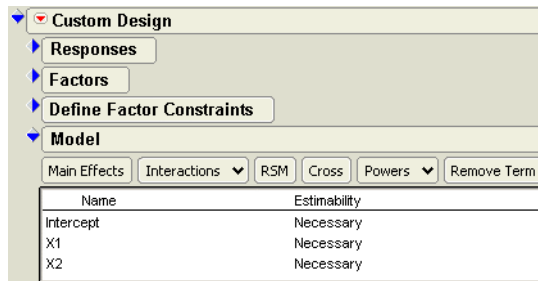 Custom Design
Responses
Factors
Define Factor Constraints
Model
Main Effects Interactions RSM Cross Powers Remove Term
Name Estimability
Intercept Necessary
X1 Necessary
X2 Necessary